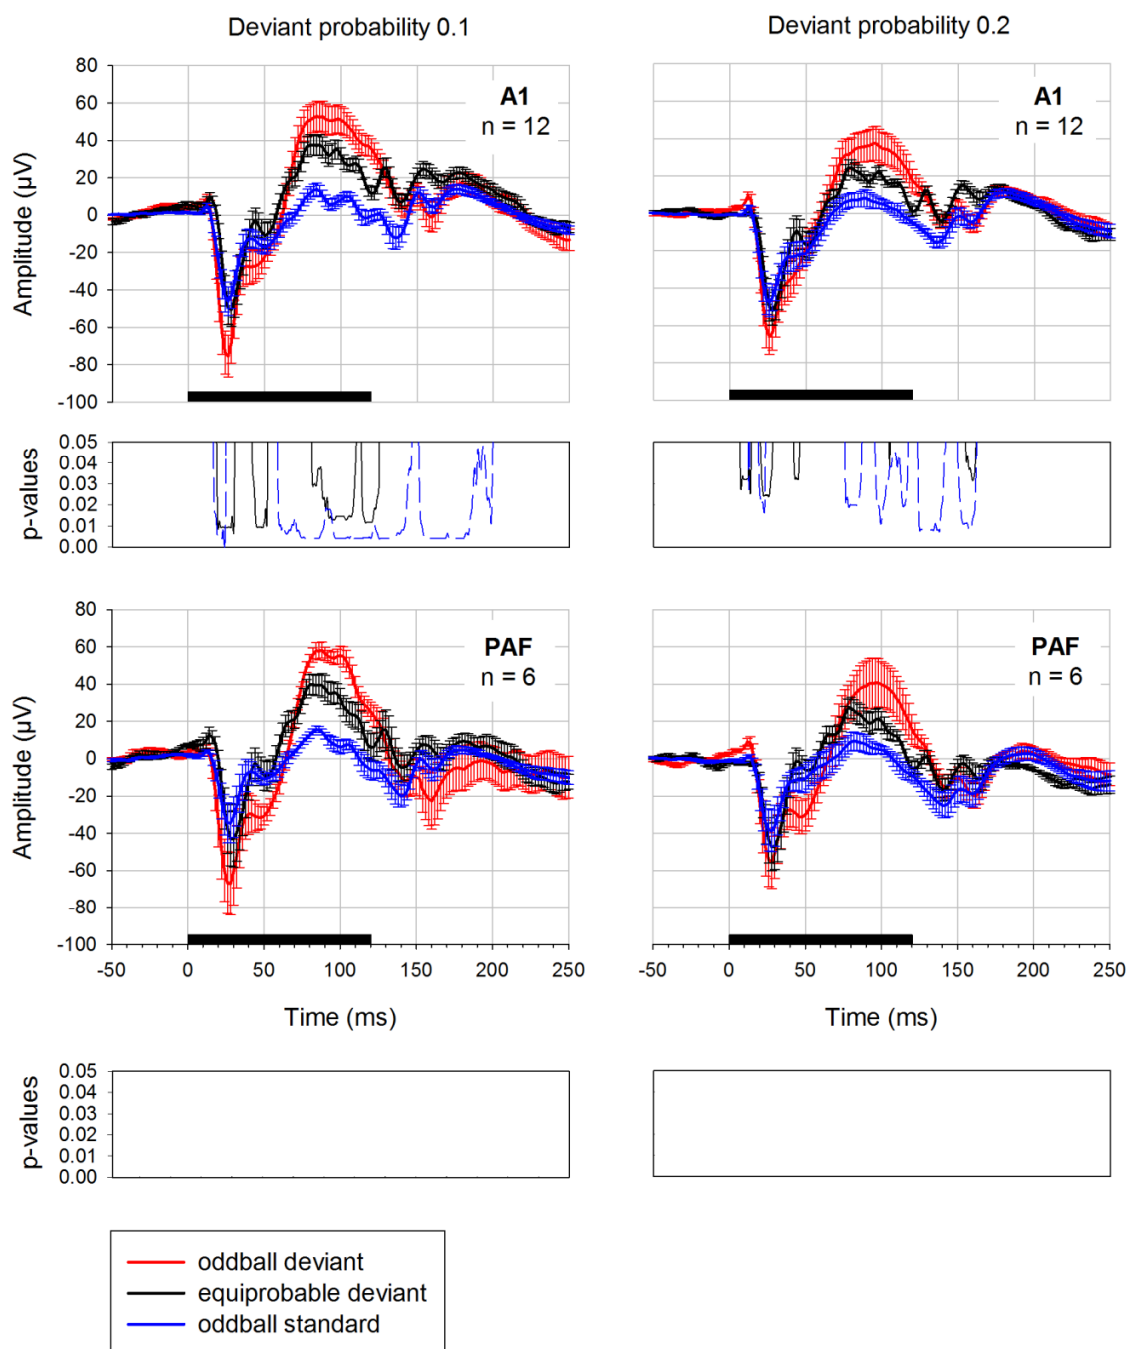 Deviant probability 0.1
Deviant probability 0.2
80
60
40
20
0
-20
-40
-60
-80
-100
Amplitude (µV)
A1
n = 12
A1
n = 12
0.05
0.04
0.03
0.02
0.01
0.00
p-values
80
60
40
20
0
-20
-40
-60
-80
-100
Amplitude (µV)
PAF
n = 6
PAF
n = 6
-50 0 50 100 150 200 250
-50 0 50 100 150 200 250
Time (ms)
Time (ms)
0.05
0.04
0.03
0.02
0.01
0.00
p-values
oddball deviant
equiprobable deviant
oddball standard